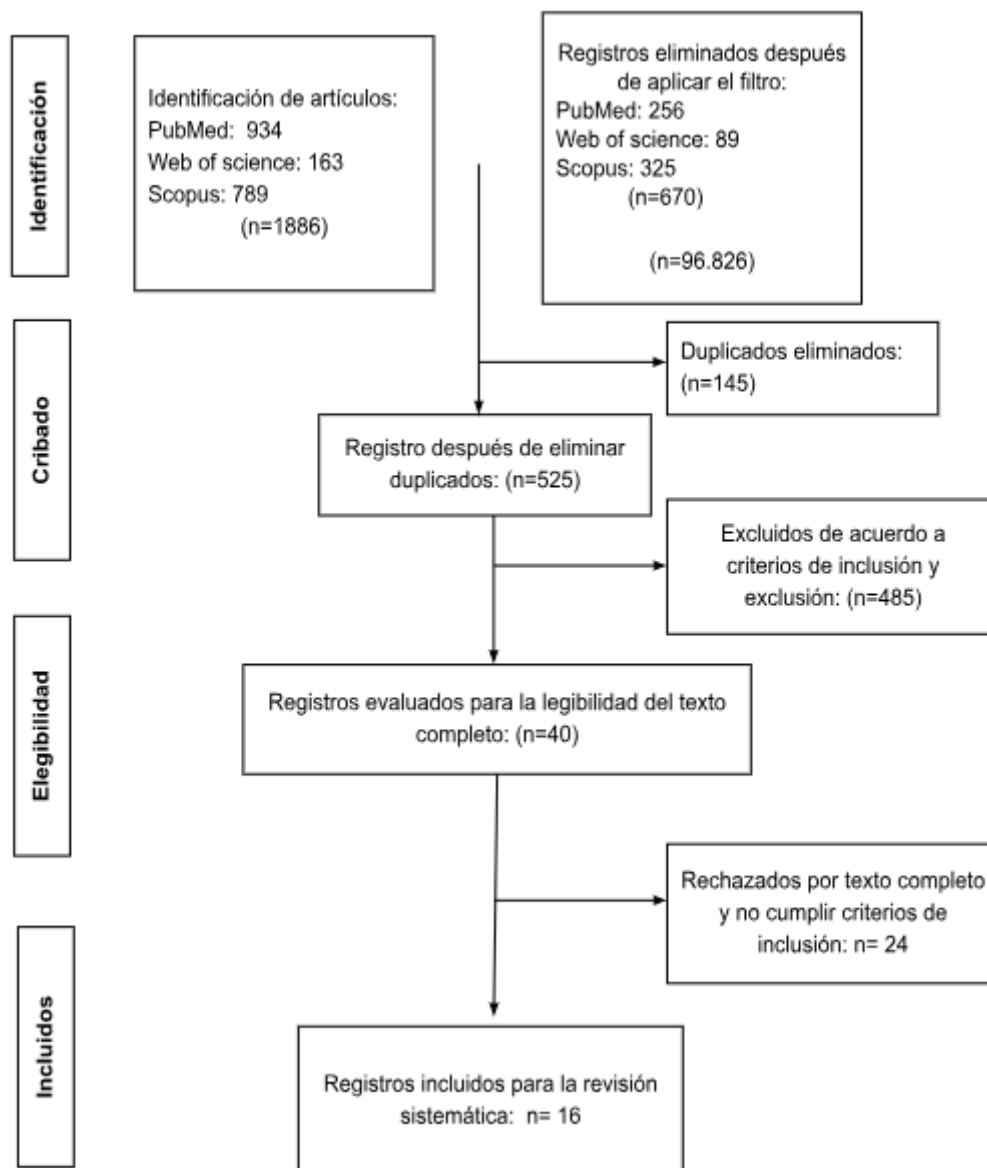 Identificación
Identificación de artículos:
PubMed: 934
Web of science: 163
Scopus: 789
(n=1886)
Registros eliminados después
de aplicar el filtro:
PubMed: 256
Web of science: 89
Scopus: 325
(n=670)
(n=96.826)
Cribado
Duplicados eliminados:
(n=145)
Registro después de eliminar
duplicados: (n=525)
Excluidos de acuerdo a
criterios de inclusión y
exclusión: (n=485)
Elegibilidad
Registros evaluados para la legibilidad del texto
completo: (n=40)
Rechazados por texto completo
y no cumplir criterios de
inclusión: n= 24
Incluidos
Registros incluidos para la revisión
sistemática: n= 16